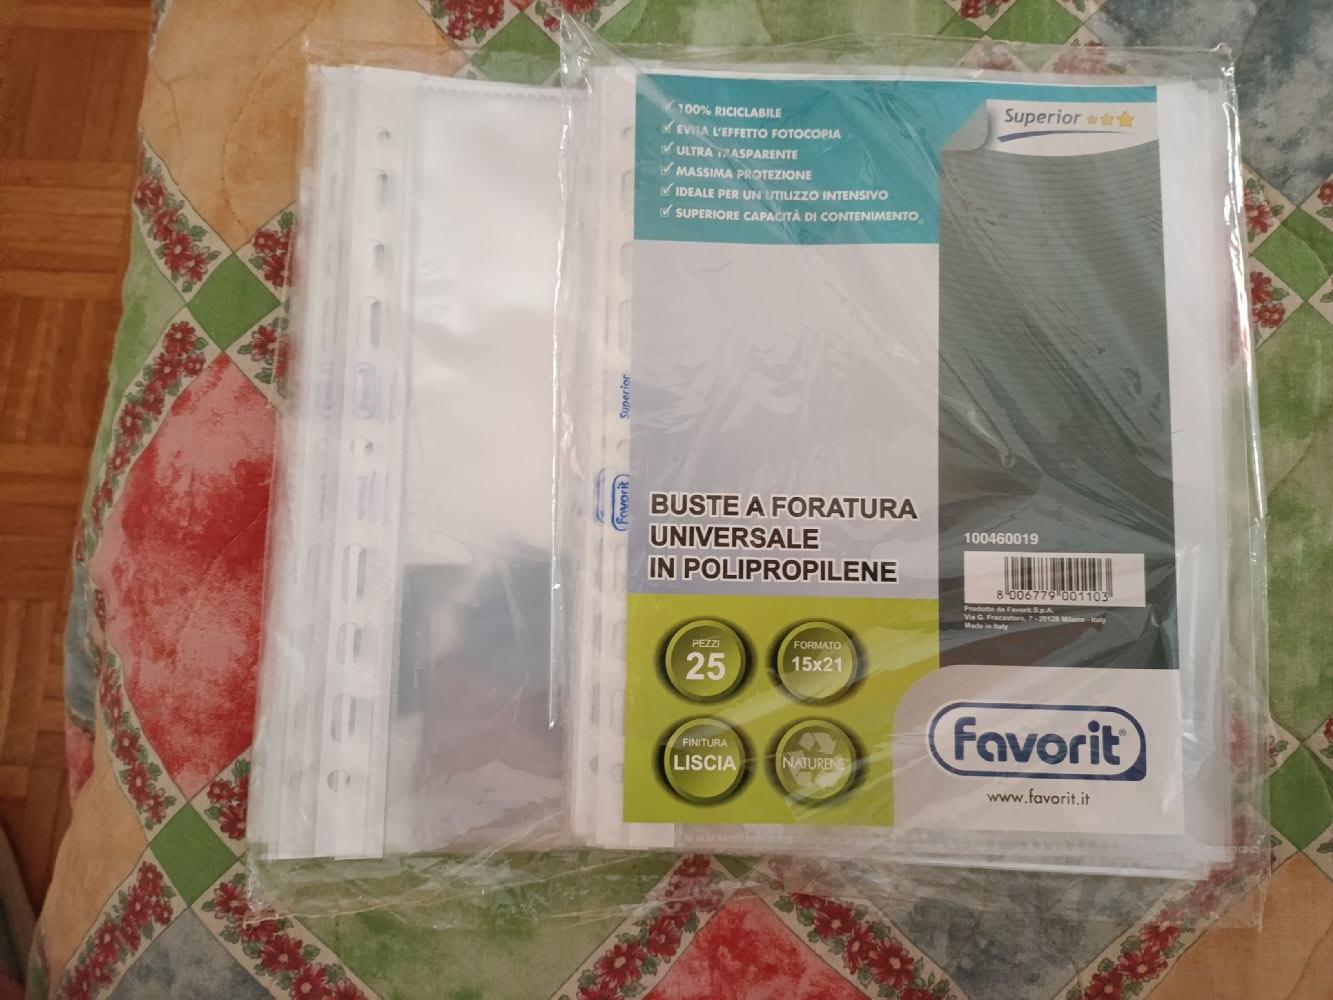 100% RICICLABILE
EVITA L'EFFETTO FOTOCOPIA
ULTRA TRASPARENTE
MASSIMA PROTEZIONE
IDEALE PER UN UTILIZZO INTENSIVO
SUPERIORE CAPACITÀ DI CONTENIMENTO
Superior
Superior
Favorit
BUSTE A FORATURA
UNIVERSALE
IN POLIPROPILENE
100460019
8 006779 001103
Prodotto da Favorit S.p.A.
Via G. Fracastoro, 7 - 20128 Milano - Italy
Made in Italy
PEZZI
25
FORMATO
15x21
FINITURA
LISCIA
NATURENE
Favorit®
www.favorit.it